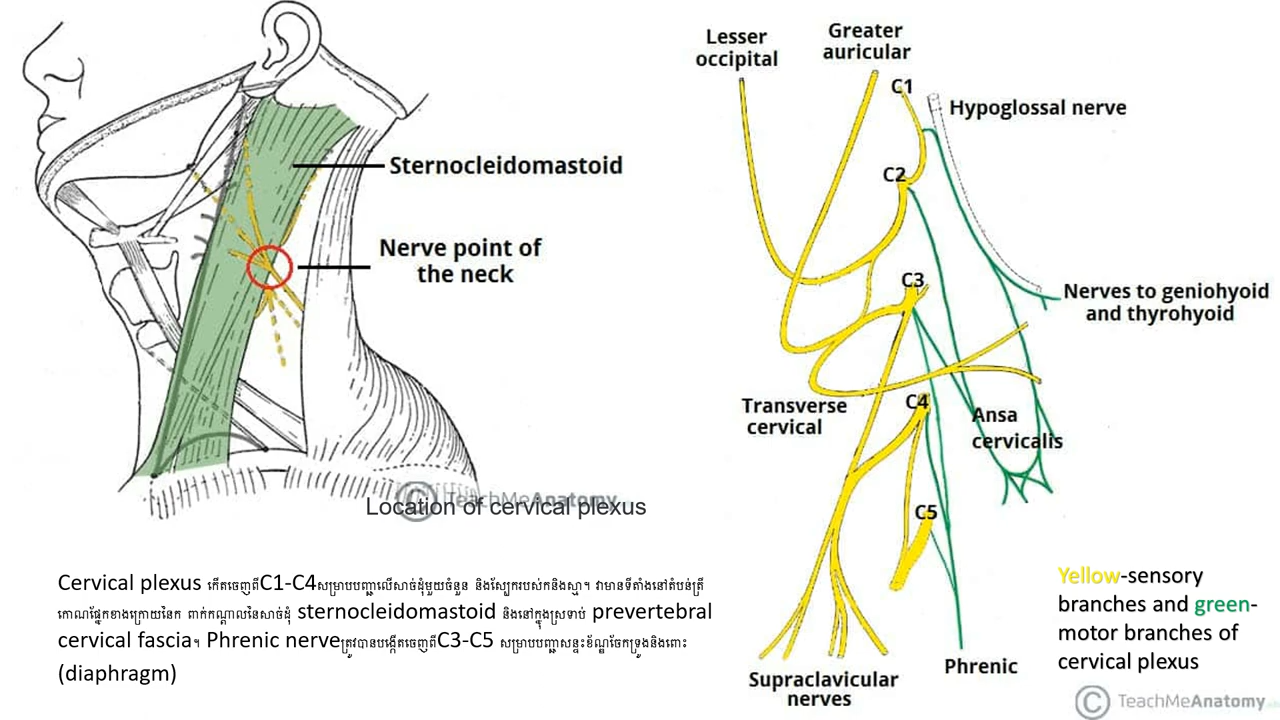 Lesser
occipital
Greater
auricular
C1
Hypoglossal nerve
Sternocleidomastoid
C2
Nerve point of
the neck
C3
Nerves to geniohyoid
and thyrohyoid
Transverse
cervical
C4
Ansa
cervicalis
C5
© TeachMeAnatomy
Location of cervical plexus
Cervical plexus កើតចេញពីC1-C4សម្រាបបញ្ជាលើសាច់ដុំមួយចំនួន និងស្បែករបស់កនិងស្មា។ វាមានទីតាំងនៅតំបន់ត្រី
កោណផ្នែកខាងក្រោយនៃក ពាក់កណ្តាលនៃសាច់ដុំ sternocleidomastoid និងនៅក្នុងស្រទាប់ prevertebral
cervical fascia។ Phrenic nerveត្រូវបានបង្កើតចេញពីC3-C5 សម្រាបបញ្ជាសន្ទះខ័ណ្ឌចែកទ្រូងនិងពោះ
(diaphragm)
Yellow-sensory
branches and green-
motor branches of
cervical plexus
Supraclavicular
nerves
Phrenic
© TeachMeAnatomy